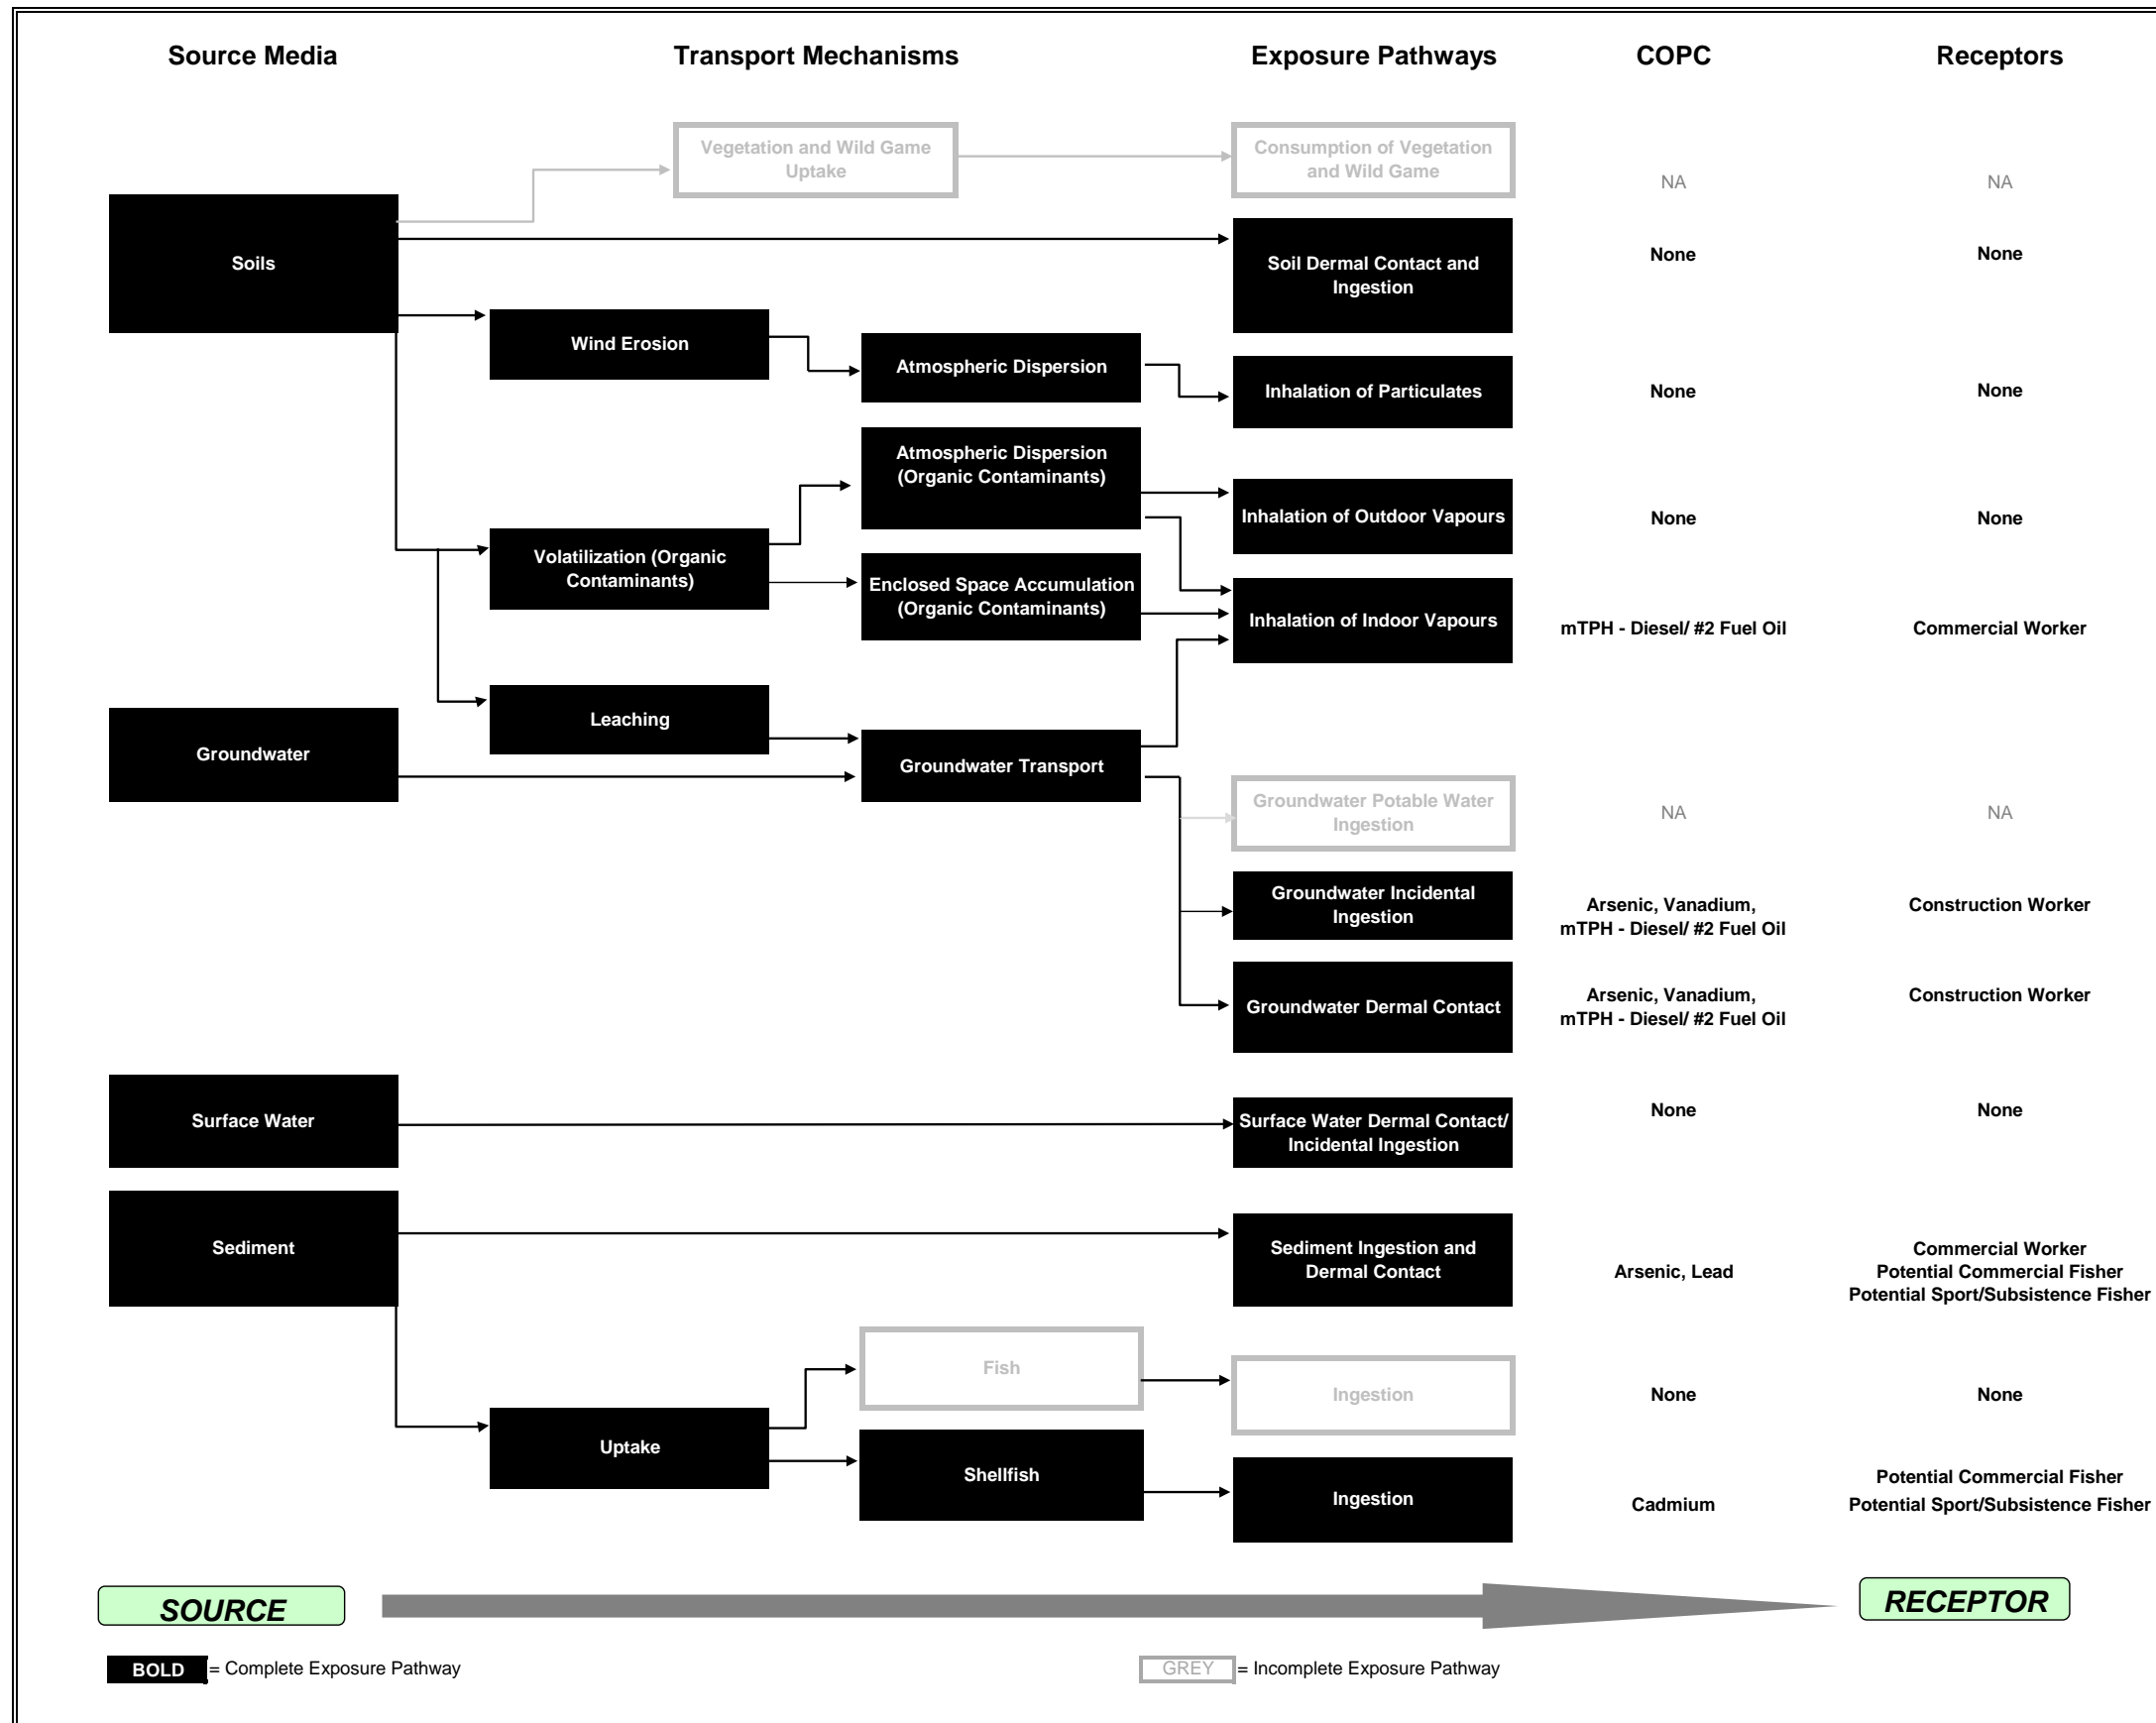 Source Media
Transport Mechanisms
Exposure Pathways
COPC
Receptors
Vegetation and Wild Game
Uptake
Consumption of Vegetation
and Wild Game
NA
NA
Soils
Soil Dermal Contact and
Ingestion
None
None
Wind Erosion
Atmospheric Dispersion
Inhalation of Particulates
None
None
Atmospheric Dispersion
(Organic Contaminants)
Inhalation of Outdoor Vapours
None
None
Volatilization (Organic
Contaminants)
Enclosed Space Accumulation
(Organic Contaminants)
Inhalation of Indoor Vapours
mTPH - Diesel/ #2 Fuel Oil
Commercial Worker
Leaching
Groundwater
Groundwater Transport
Groundwater Potable Water
Ingestion
NA
NA
Groundwater Incidental
Ingestion
Arsenic, Vanadium,
mTPH - Diesel/ #2 Fuel Oil
Construction Worker
Groundwater Dermal Contact
Arsenic, Vanadium,
mTPH - Diesel/ #2 Fuel Oil
Construction Worker
Surface Water
Surface Water Dermal Contact/
Incidental Ingestion
None
None
Sediment
Sediment Ingestion and
Dermal Contact
Arsenic, Lead
Commercial Worker
Potential Commercial Fisher
Potential Sport/Subsistence Fisher
Fish
Ingestion
None
None
Uptake
Shellfish
Ingestion
Cadmium
Potential Commercial Fisher
Potential Sport/Subsistence Fisher
SOURCE
RECEPTOR
BOLD = Complete Exposure Pathway
GREY = Incomplete Exposure Pathway